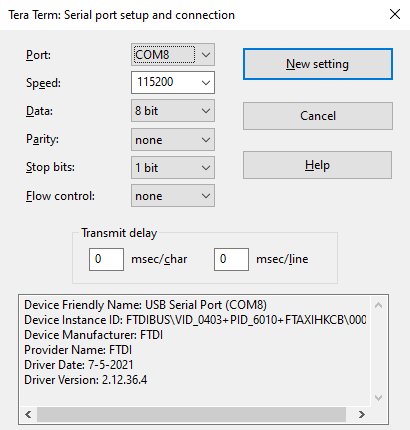 Tera Term: Serial port setup and connection
Port: COM8 New setting
Speed: 115200
Data: 8 bit Cancel
Parity: none
Stop bits: 1 bit Help
Flow control: none
Transmit delay
0 msec/char 0 msec/line
Device Friendly Name: USB Serial Port (COM8)
Device Instance ID: FTDIBUS\VID_0403+PID_6010+FTAXIHKCB\000
Device Manufacturer: FTDI
Provider Name: FTDI
Driver Date: 7-5-2021
Driver Version: 2.12.36.4